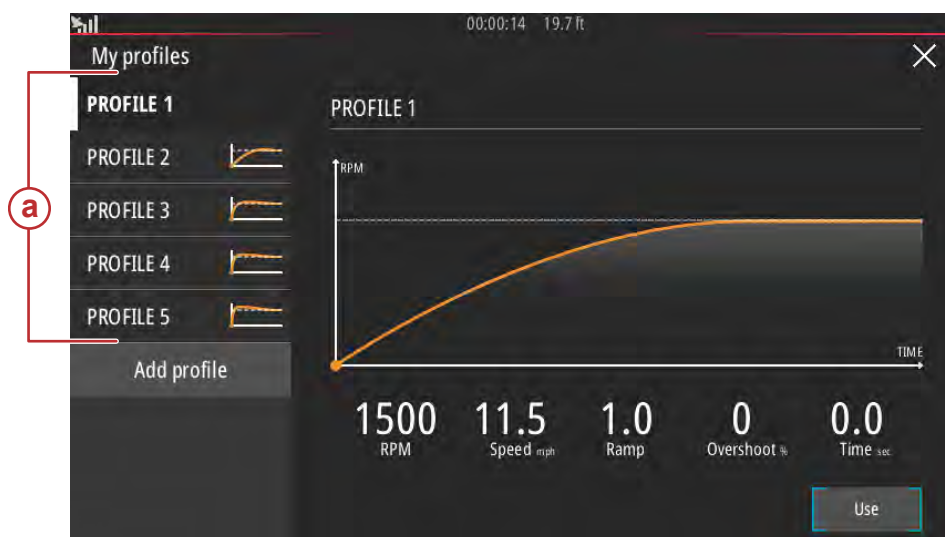 00:00:14 19.7 ft
My profiles
PROFILE 1
PROFILE 2
PROFILE 3
PROFILE 4
PROFILE 5
Add profile
a
PROFILE 1
RPM
TIME
1500 11.5 1.0 0 0.0
RPM Speed mph Ramp Overshoot % Time sec
Use